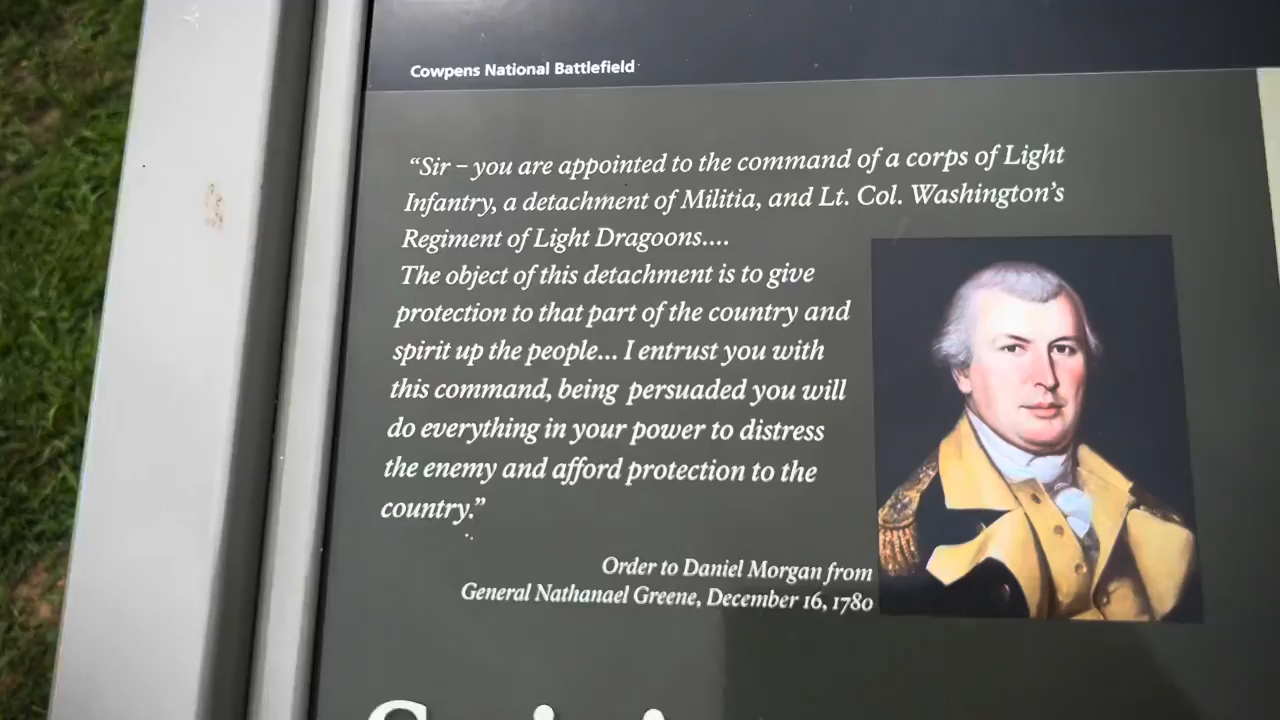 Cowpens National Battlefield
“Sir – you are appointed to the command of a corps of Light
Infantry, a detachment of Militia, and Lt. Col. Washington’s
Regiment of Light Dragoons....
The object of this detachment is to give
protection to that part of the country and
spirit up the people... I entrust you with
this command, being persuaded you will
do everything in your power to distress
the enemy and afford protection to the
country.”
Order to Daniel Morgan from
General Nathanael Greene, December 16, 1780